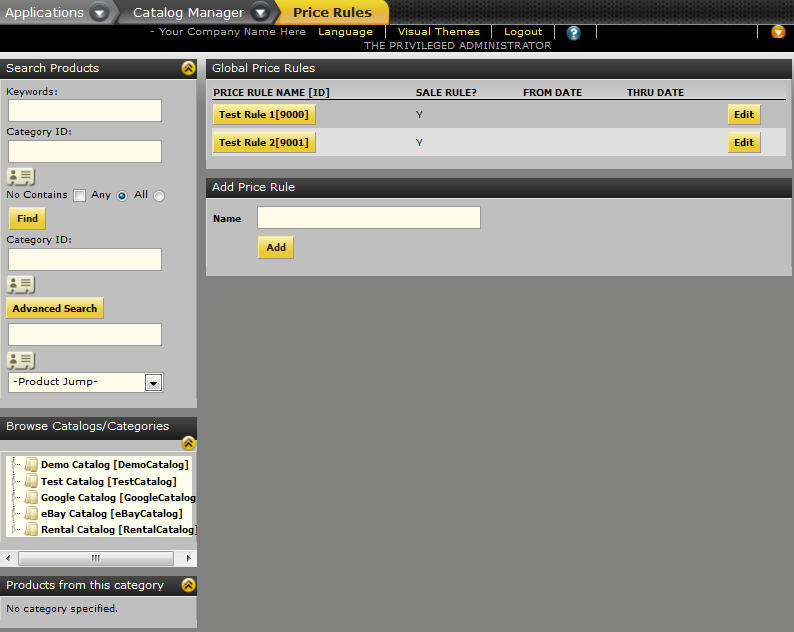 Applications Catalog Manager Price Rules
- Your Company Name Here Language Visual Themes Logout ?
THE PRIVILEGED ADMINISTRATOR
Search Products
Keywords:
Category ID:
No Contains Any All
Find
Category ID:
Advanced Search
-Product Jump-
Browse Catalogs/Categories
Demo Catalog [DemoCatalog]
Test Catalog [TestCatalog]
Google Catalog [GoogleCatalog
eBay Catalog [eBayCatalog]
Rental Catalog [RentalCatalog]
Products from this category
No category specified.
Global Price Rules
PRICE RULE NAME [ID] SALE RULE? FROM DATE THRU DATE
Test Rule 1[9000] Y Edit
Test Rule 2[9001] Y Edit
Add Price Rule
Name
Add